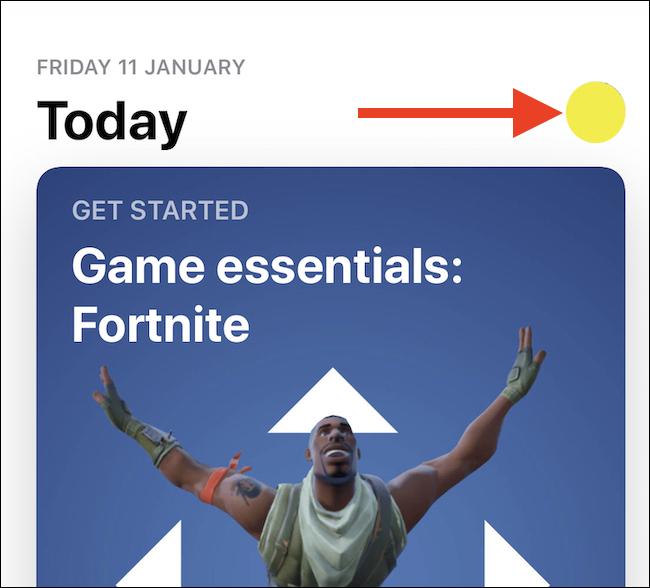 FRIDAY 11 JANUARY
Today
GET STARTED
Game essentials:
Fortnite